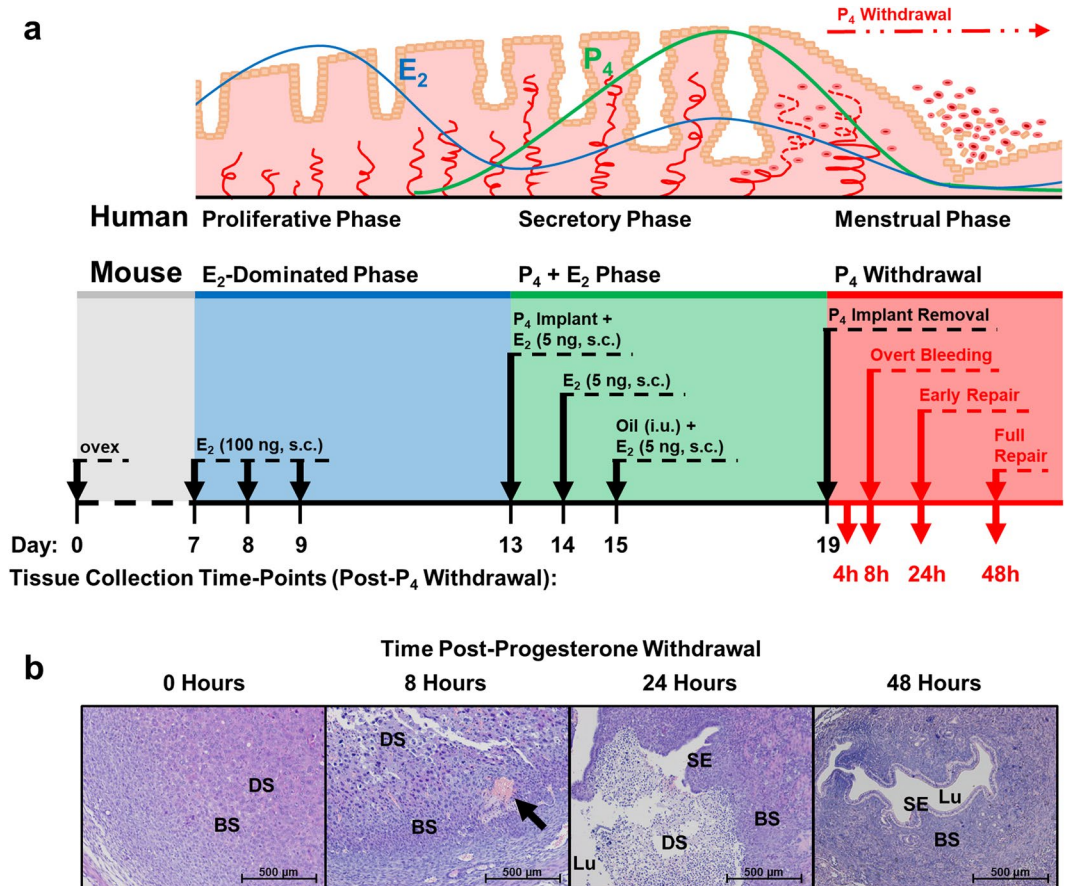 a
P₄ Withdrawal
E₂
P₄
Human
Proliferative Phase
Secretory Phase
Menstrual Phase
Mouse
E₂-Dominated Phase
P₄ + E₂ Phase
P₄ Withdrawal
P₄ Implant +
E₂ (5 ng, s.c.)
P₄ Implant Removal
Overt Bleeding
E₂ (5 ng, s.c.)
Early Repair
Oil (i.u.) +
E₂ (5 ng, s.c.)
Full
Repair
ovex
E₂ (100 ng, s.c.)
Day: 0 7 8 9 13 14 15 19
Tissue Collection Time-Points (Post-P₄ Withdrawal): 4h 8h 24h 48h
b
Time Post-Progesterone Withdrawal
0 Hours 8 Hours 24 Hours 48 Hours
DS
BS
500 µm
DS
BS
500 µm
SE
BS
DS
Lu
500 µm
Lu
SE
BS
500 µm